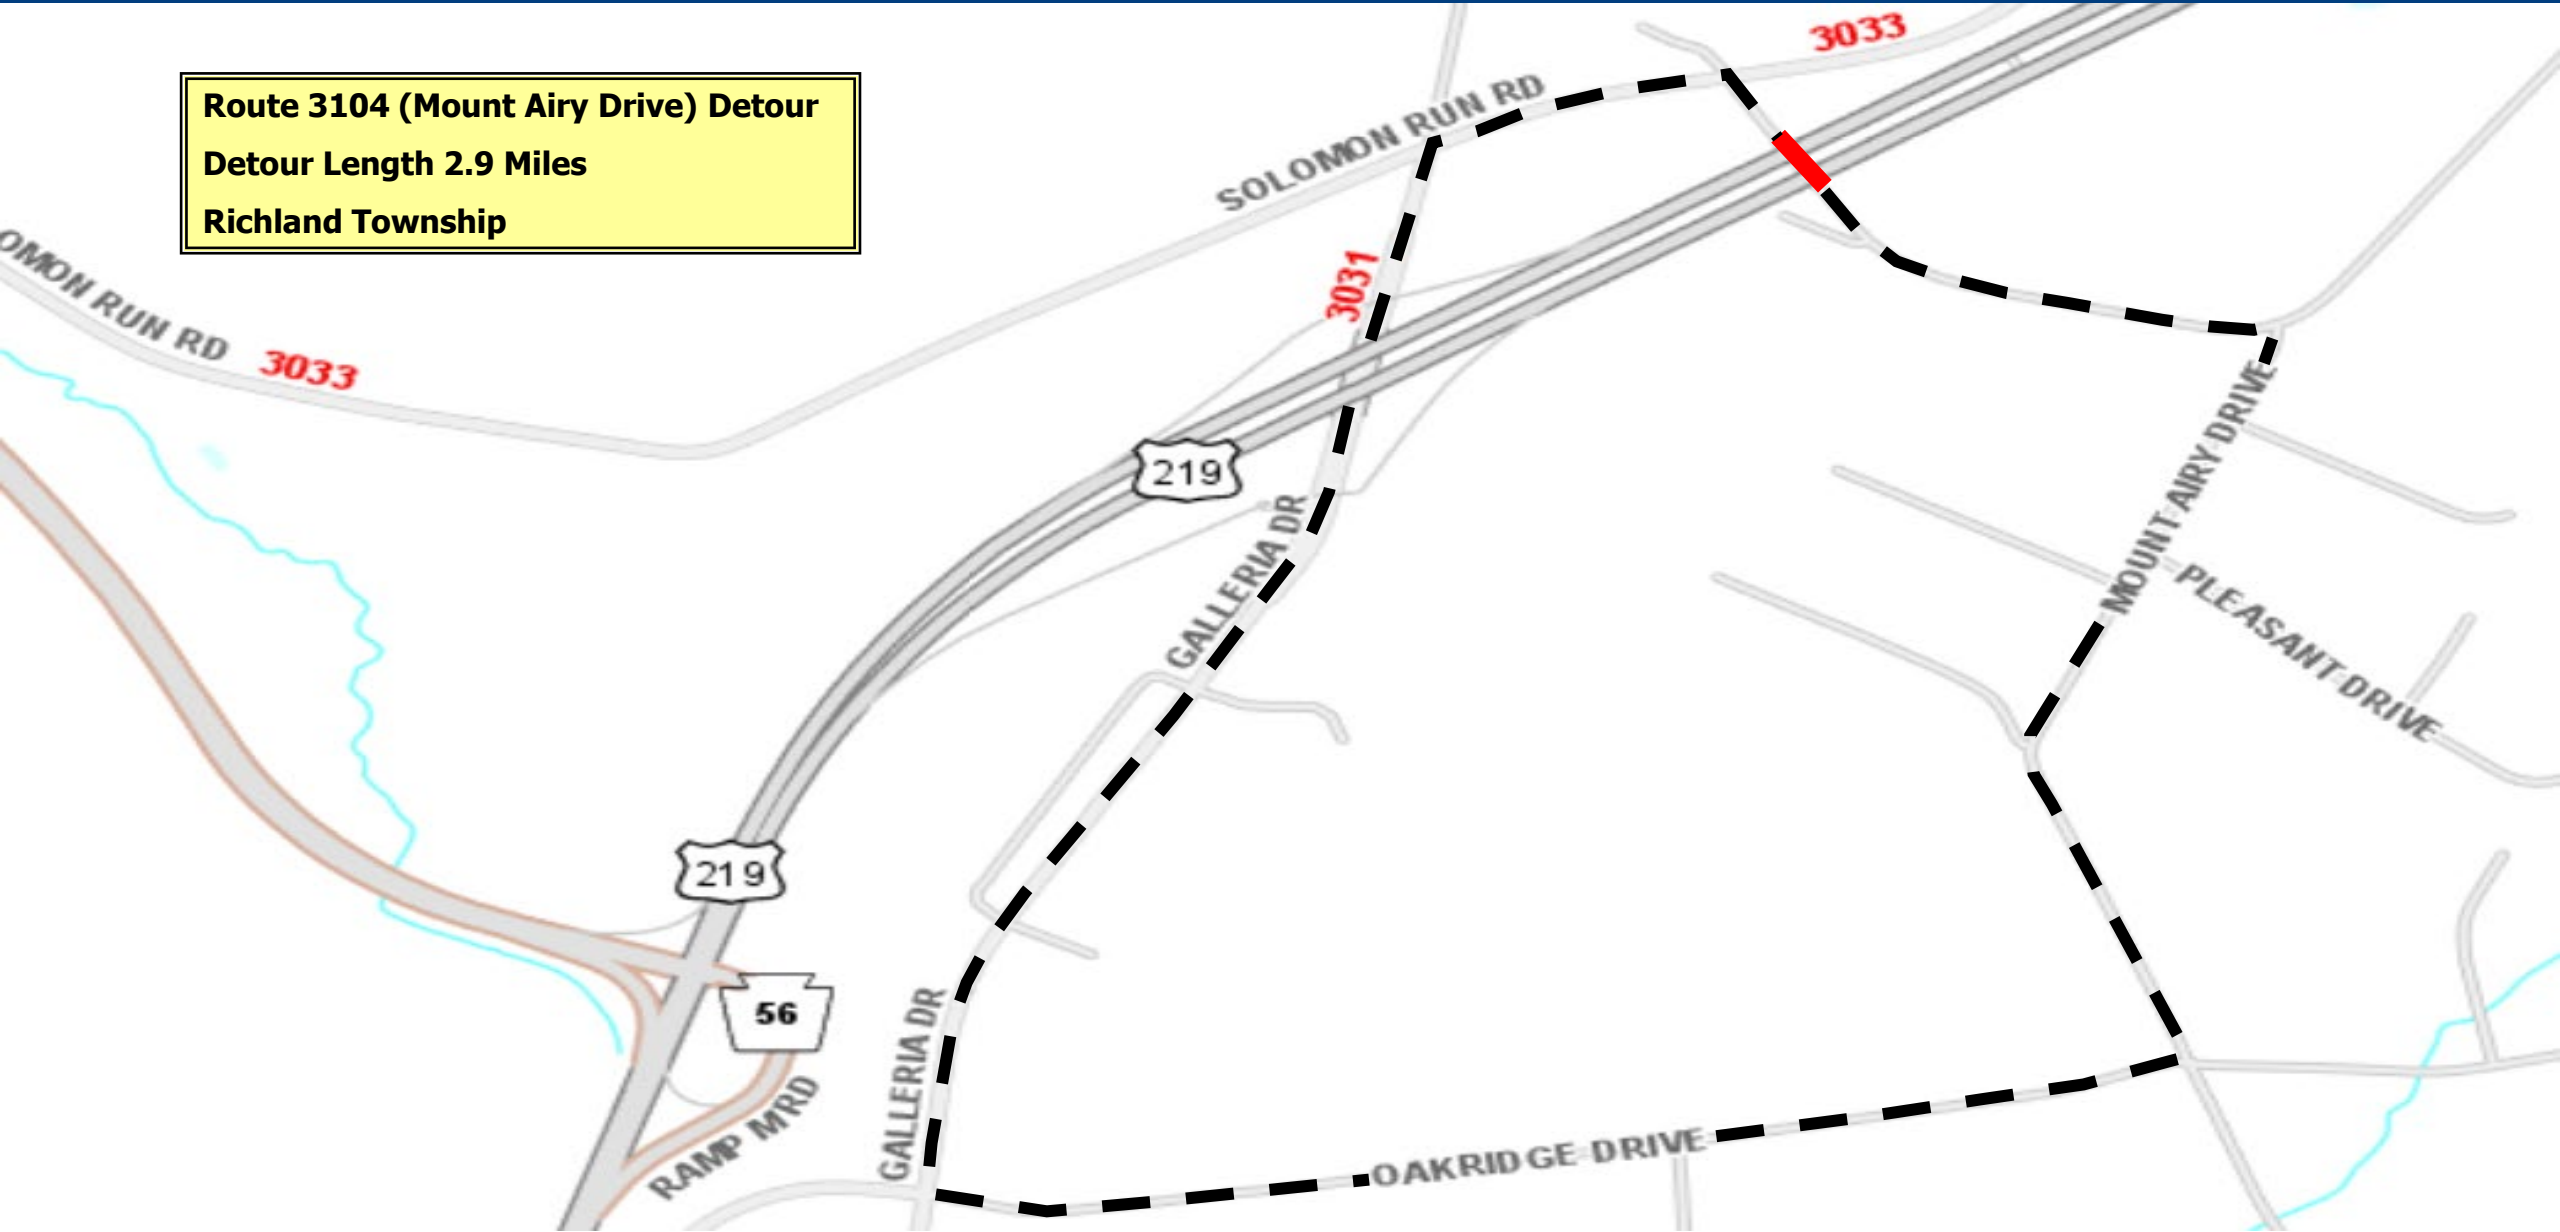 Route 3104 (Mount Airy Drive) Detour
Detour Length 2.9 Miles
Richland Township
3033
SOLOMON RUN RD
OMON RUN RD
3033
3031
219
GALLERIA DR
MOUNT AIRY DRIVE
PLEASANT DRIVE
219
56
RAMP MRD
GALLERIA DR
OAKRIDGE DRIVE